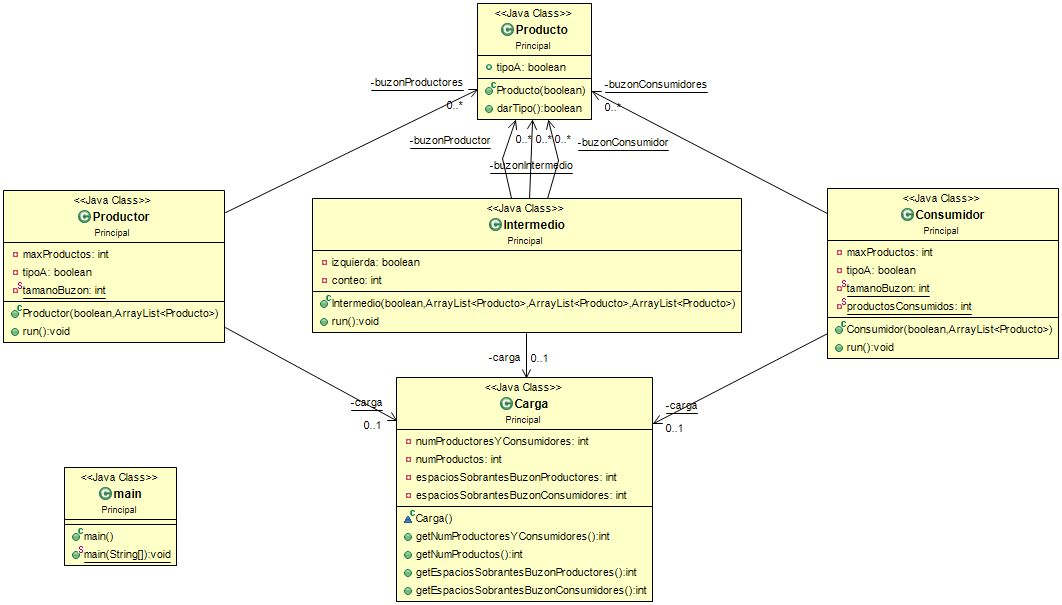 <<Java Class>>
Producto
Principal
tipoA: boolean
Producto(boolean)
darTipo():boolean
-buzonProductores
0..*
-buzonConsumidores
0..*
-buzonProductor
0..*
0..*
0..*
-buzonConsumidor
-buzonIntermedio
<<Java Class>>
Productor
Principal
maxProductos: int
tipoA: boolean
tamanoBuzon: int
Productor(boolean,ArrayList<Producto>)
run():void
<<Java Class>>
Intermedio
Principal
izquierda: boolean
conteo: int
Intermedio(boolean,ArrayList<Producto>,ArrayList<Producto>,ArrayList<Producto>)
run():void
<<Java Class>>
Consumidor
Principal
maxProductos: int
tipoA: boolean
tamanoBuzon: int
productosConsumidos: int
Consumidor(boolean,ArrayList<Producto>)
run():void
-carga
0..1
-carga
0..1
-carga
0..1
<<Java Class>>
Carga
Principal
numProductoresYConsumidores: int
numProductos: int
espaciosSobrantesBuzonProductores: int
espaciosSobrantesBuzonConsumidores: int
Carga()
getNumProductoresYConsumidores():int
getNumProductos():int
getEspaciosSobrantesBuzonProductores():int
getEspaciosSobrantesBuzonConsumidores():int
<<Java Class>>
main
Principal
main()
main(String[]):void